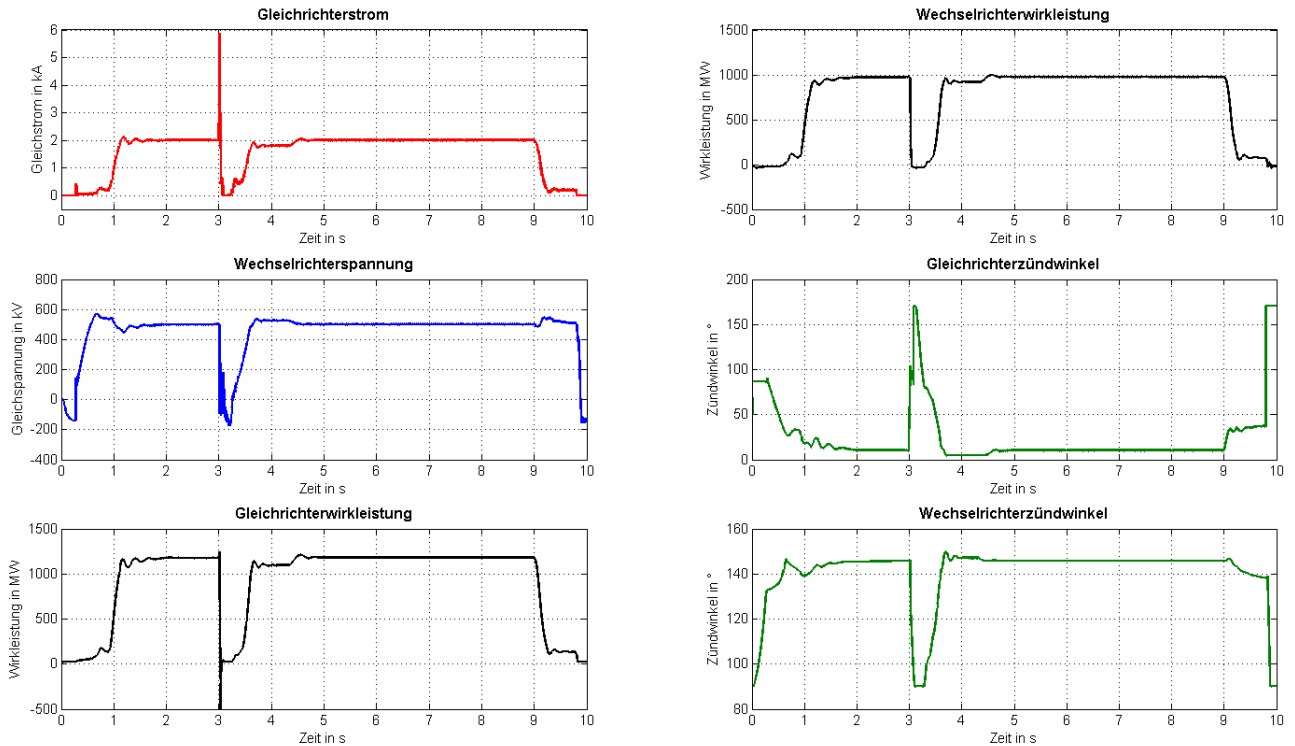 Gleichrichterstrom
Gleichstrom in kA
6
5
4
3
2
1
0
0 1 2 3 4 5 6 7 8 9 10
Zeit in s
Wechselrichterwirkleistung
Wirkleistung in MW
1500
1000
500
0
-500
0 1 2 3 4 5 6 7 8 9 10
Zeit in s
Wechselrichterspannung
Gleichspannung in kV
800
600
400
200
0
-200
-400
0 1 2 3 4 5 6 7 8 9 10
Zeit in s
Gleichrichterzündwinkel
Zündwinkel in °
200
150
100
50
0
0 1 2 3 4 5 6 7 8 9 10
Zeit in s
Gleichrichterwirkleistung
Wirkleistung in MW
1500
1000
500
0
-500
0 1 2 3 4 5 6 7 8 9 10
Zeit in s
Wechselrichterzündwinkel
Zündwinkel in °
160
140
120
100
80
0 1 2 3 4 5 6 7 8 9 10
Zeit in s